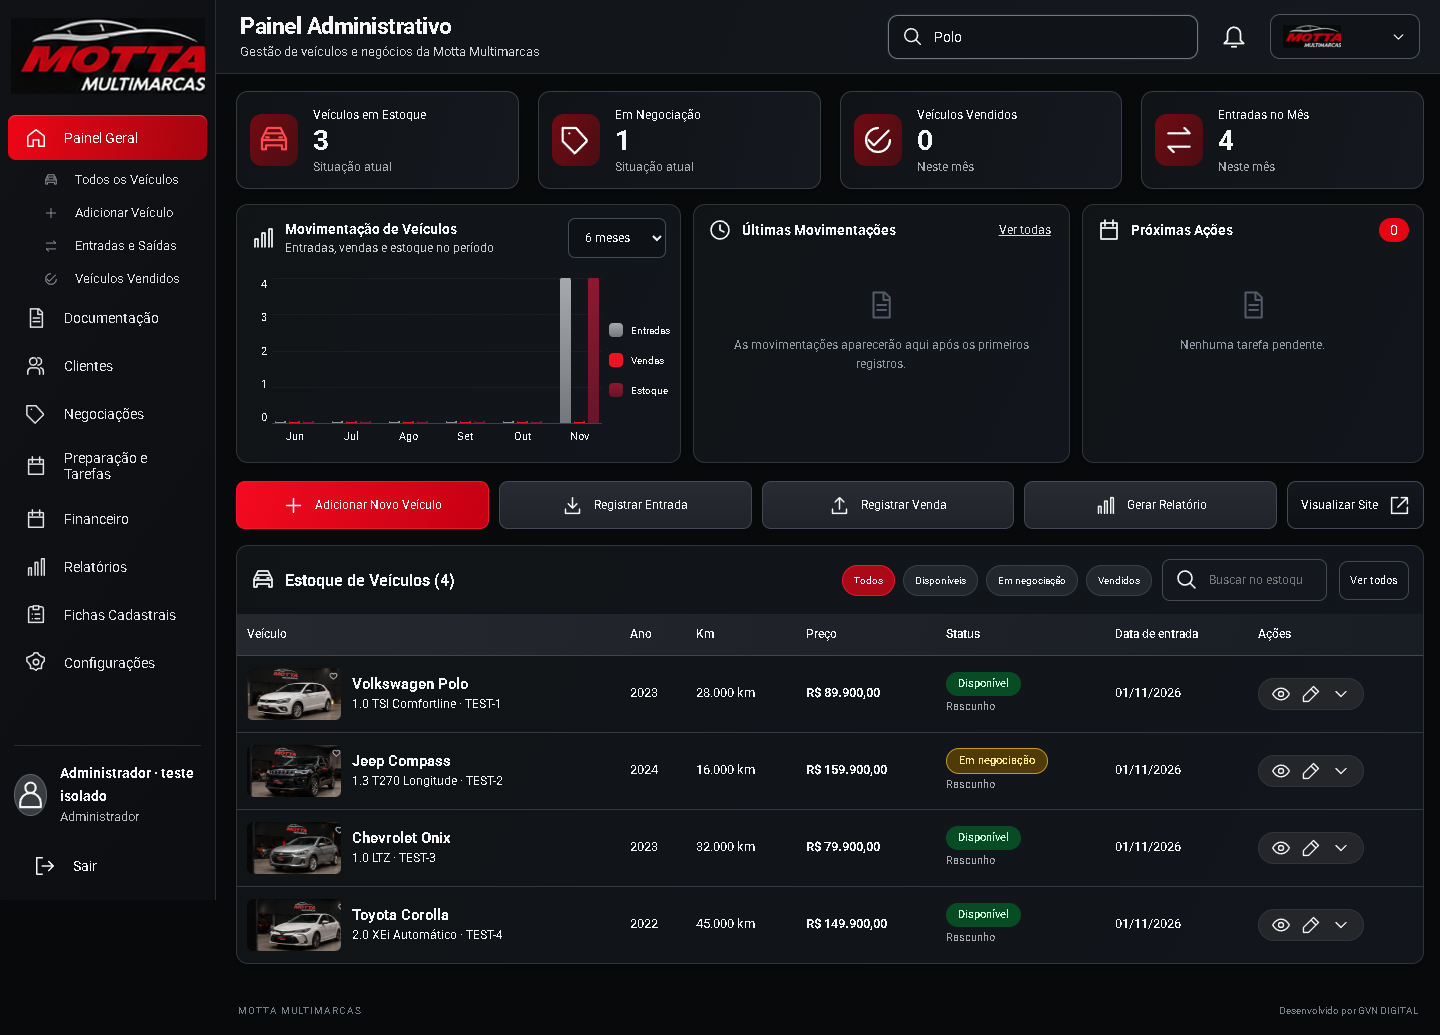 MOTTA
MULTIMARCAS
Painel Administrativo
Gestão de veículos e negócios da Motta Multimarcas
Polo
MOTTA
MULTIMARCAS
Painel Geral
Todos os Veículos
Adicionar Veículo
Entradas e Saídas
Veículos Vendidos
Documentação
Clientes
Negociações
Preparação e
Tarefas
Financeiro
Relatórios
Fichas Cadastrais
Configurações
Administrador · teste
isolado
Administrador
Sair
Veículos em Estoque
3
Situação atual
Em Negociação
1
Situação atual
Veículos Vendidos
0
Neste mês
Entradas no Mês
4
Neste mês
Movimentação de Veículos
Entradas, vendas e estoque no período
6 meses
4
3
2
1
0
Jun Jul Ago Set Out Nov
Entradas
Vendas
Estoque
Últimas Movimentações
Ver todas
As movimentações aparecerão aqui após os primeiros
registros.
Próximas Ações
0
Nenhuma tarefa pendente.
Adicionar Novo Veículo
Registrar Entrada
Registrar Venda
Gerar Relatório
Visualizar Site
Estoque de Veículos (4)
Todos
Disponíveis
Em negociação
Vendidos
Buscar no estoqu
Ver todos
Veículo Ano Km Preço Status Data de entrada Ações
MOTTA
Volkswagen Polo
1.0 TSI Comfortline · TEST-1
2023
28.000 km
R$ 89.900,00
Disponível
Rascunho
01/11/2026
MOTTA
Jeep Compass
1.3 T270 Longitude · TEST-2
2024
16.000 km
R$ 159.900,00
Em negociação
Rascunho
01/11/2026
MOTTA
Chevrolet Onix
1.0 LTZ · TEST-3
2023
32.000 km
R$ 79.900,00
Disponível
Rascunho
01/11/2026
MOTTA
Toyota Corolla
2.0 XEi Automático · TEST-4
2022
45.000 km
R$ 149.900,00
Disponível
Rascunho
01/11/2026
MOTTA MULTIMARCAS
Desenvolvido por GVN DIGITAL